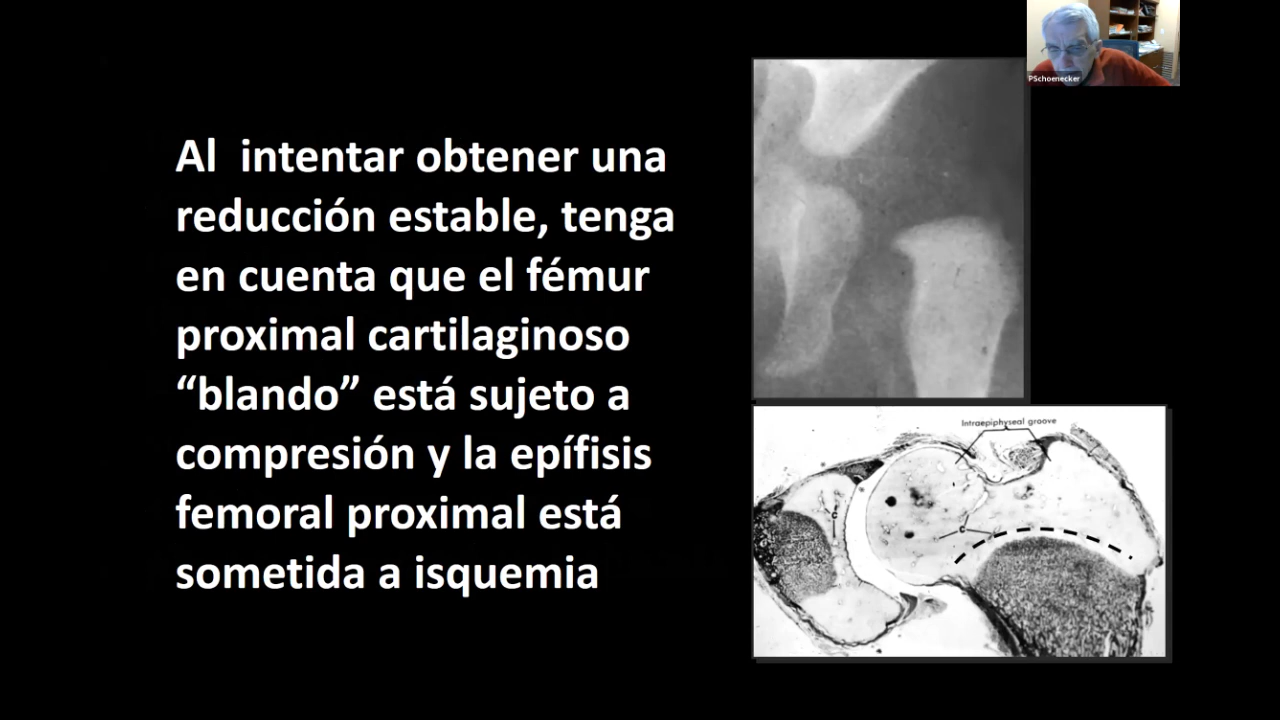 PSchoenecker
Al intentar obtener una
reducción estable, tenga
en cuenta que el fémur
proximal cartilaginoso
“blando” está sujeto a
compresión y la epífisis
femoral proximal está
sometida a isquemia
Intraepiphyseal groove
C
C